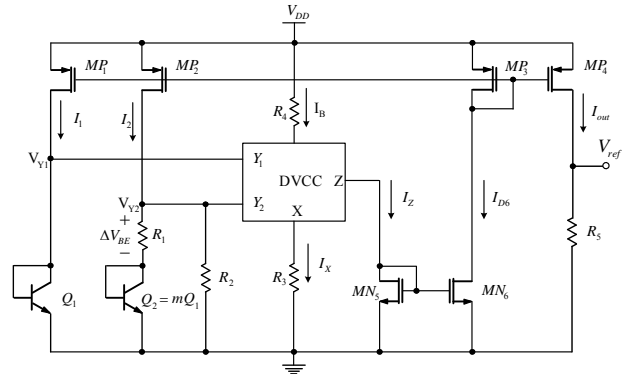 V_DD
MP_1
MP_2
MP_3
MP_4
R_4
I_B
I_1
I_2
I_out
V_ref
V_Y1
Y_1
DVCC
Z
V_Y2
Y_2
X
+
ΔV_BE
−
R_1
I_Z
I_D6
R_5
R_2
R_3
I_X
Q_1
Q_2 = mQ_1
MN_5
MN_6